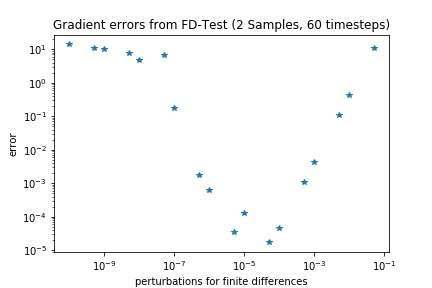 Gradient errors from FD-Test (2 Samples, 60 timesteps)
10¹
10⁰
10⁻¹
10⁻²
10⁻³
10⁻⁴
10⁻⁵
error
10⁻⁹ 10⁻⁷ 10⁻⁵ 10⁻³ 10⁻¹
perturbations for finite differences